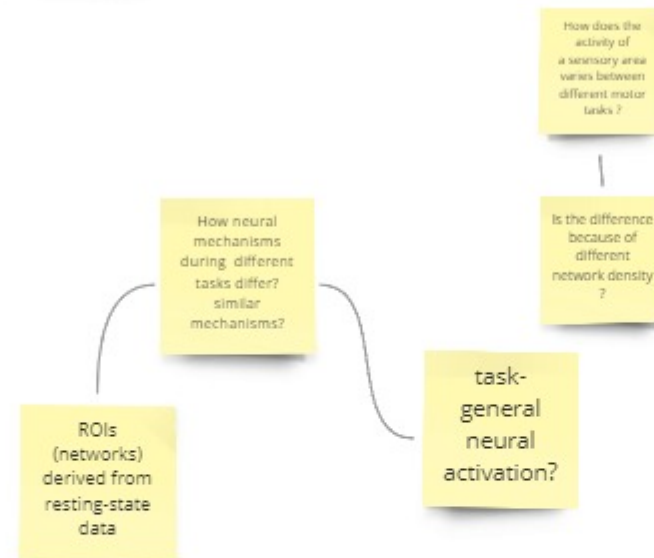 How does the
activity of
a sesnsory area
varies between
different motor
tasks ?
Is the difference
because of
different
network density
?
How neural
mechanisms
during different
tasks differ?
similar
mechanisms?
task-
general
neural
activation?
ROIs
(networks)
derived from
resting-state
data